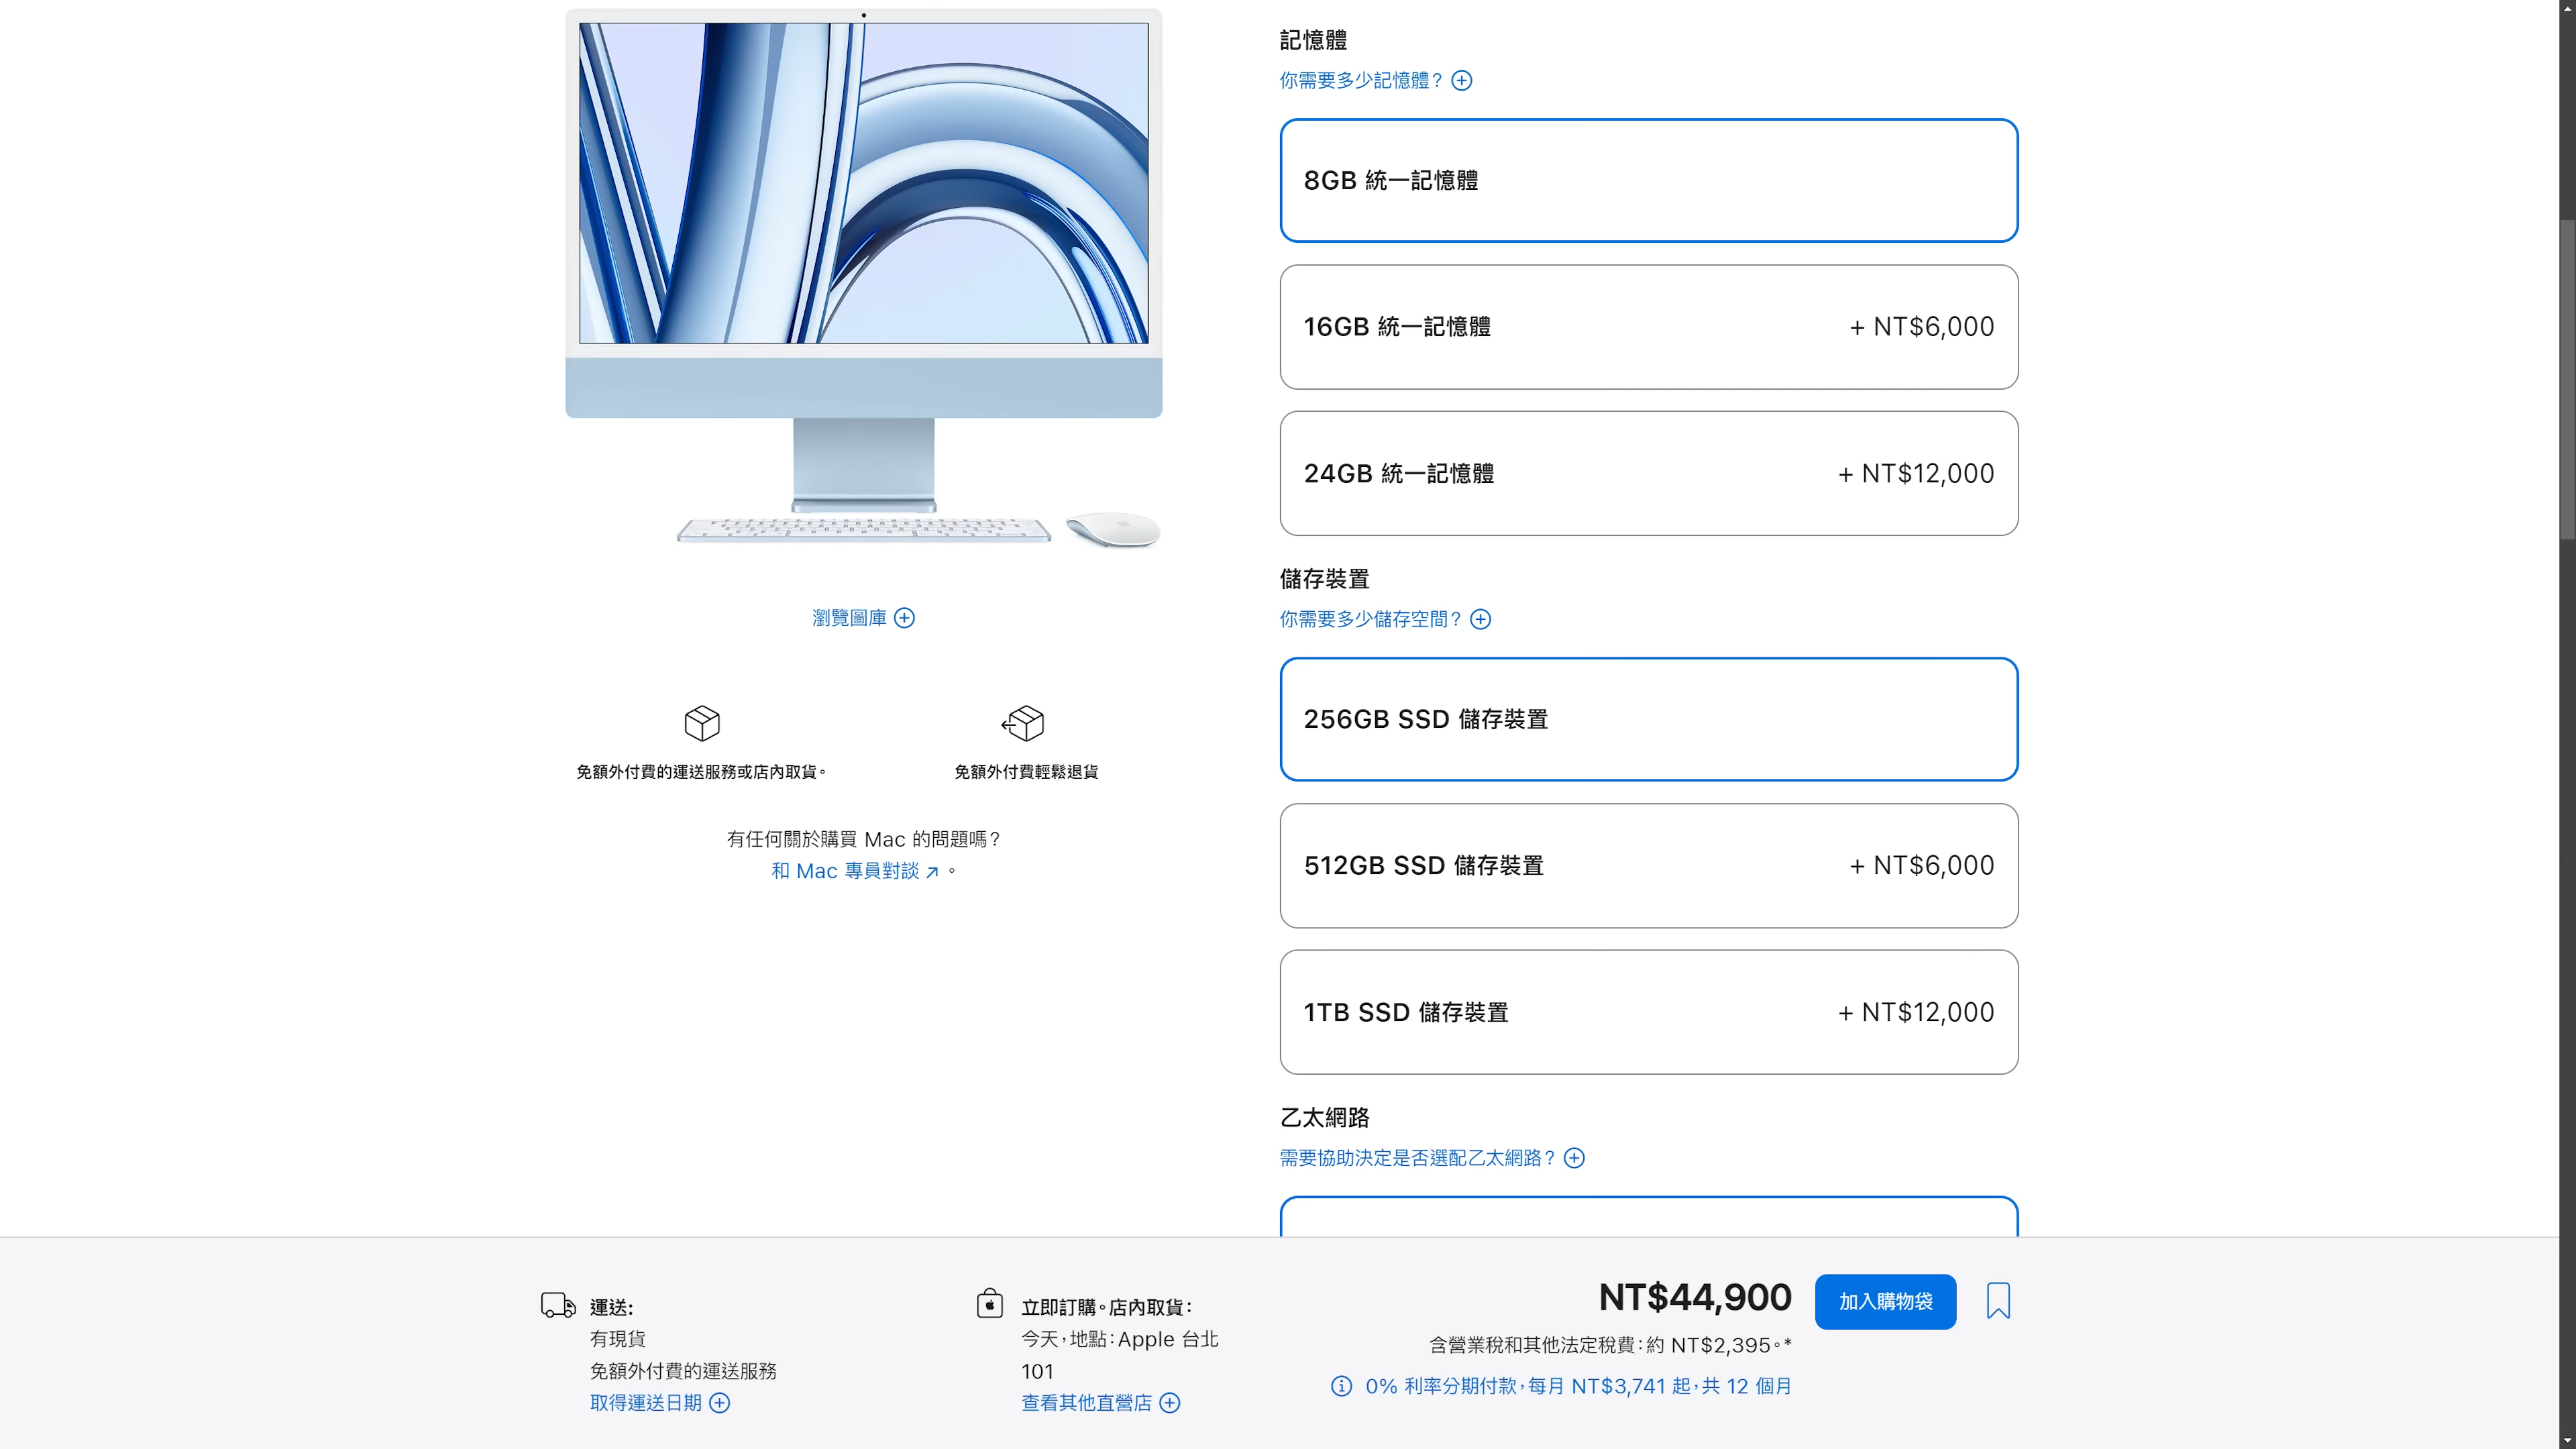 記憶體
你需要多少記憶體？
8GB 統一記憶體
16GB 統一記憶體 + NT$6,000
24GB 統一記憶體 + NT$12,000
儲存裝置
你需要多少儲存空間？
256GB SSD 儲存裝置
512GB SSD 儲存裝置 + NT$6,000
1TB SSD 儲存裝置 + NT$12,000
乙太網路
需要協助決定是否選配乙太網路？
瀏覽圖庫
免額外付費的運送服務或店內取貨。
免額外付費輕鬆退貨
有任何關於購買 Mac 的問題嗎？
和 Mac 專員對談。
運送：
有現貨
免額外付費的運送服務
取得運送日期
立即訂購。店內取貨：
今天，地點：Apple 台北
101
查看其他直營店
NT$44,900
含營業稅和其他法定稅費：約 NT$2,395。*
0% 利率分期付款，每月 NT$3,741 起，共 12 個月
加入購物袋